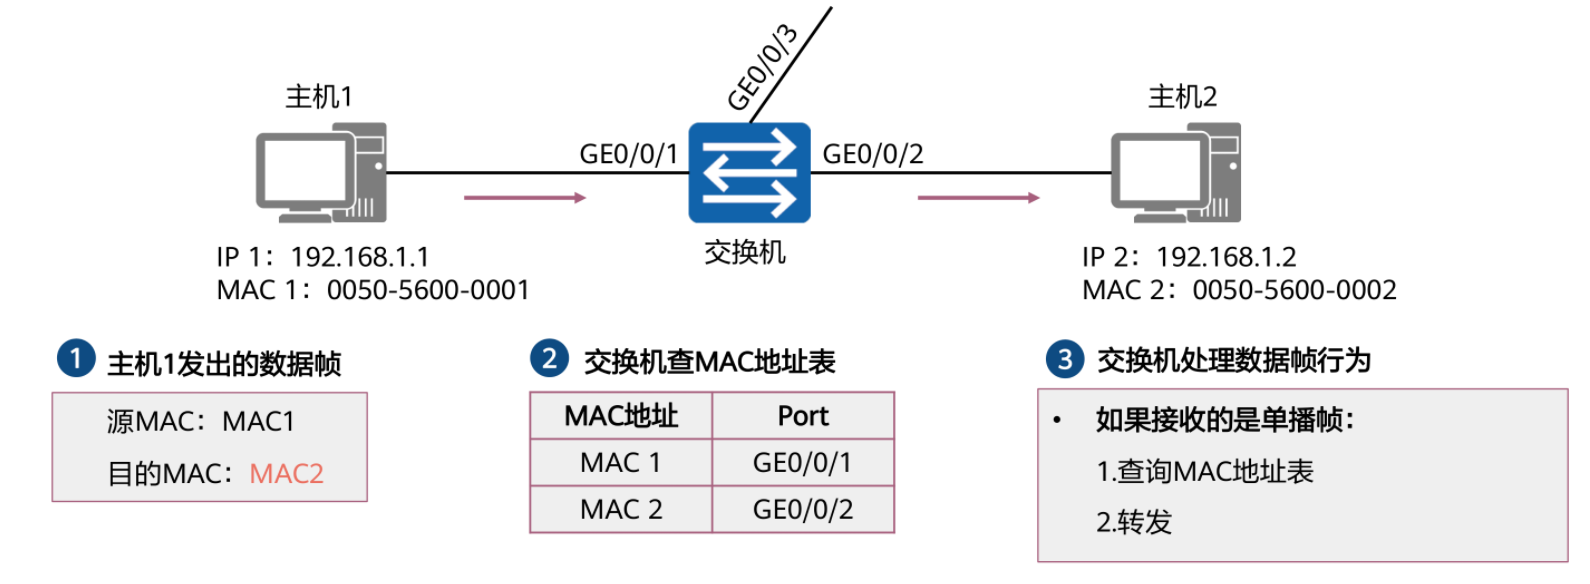 GE0/0/3
主机1
主机2
GE0/0/1
GE0/0/2
交换机
IP 1：192.168.1.1
MAC 1：0050-5600-0001
IP 2：192.168.1.2
MAC 2：0050-5600-0002
1 主机1发出的数据帧
源MAC：MAC1
目的MAC：MAC2
2 交换机查MAC地址表
MAC地址 Port
MAC 1 GE0/0/1
MAC 2 GE0/0/2
3 交换机处理数据帧行为
• 如果接收的是单播帧：
1.查询MAC地址表
2.转发